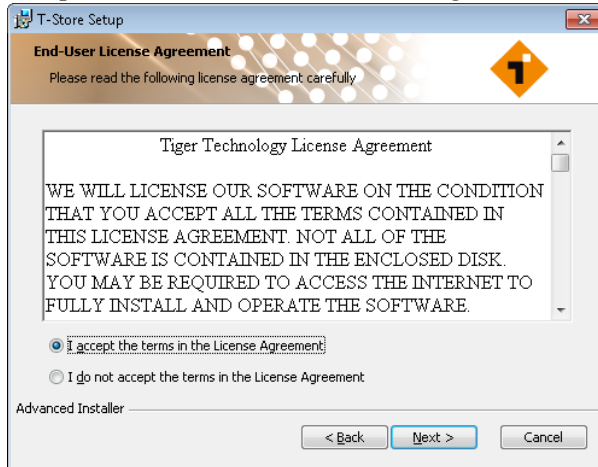 T-Store Setup
End-User License Agreement
Please read the following license agreement carefully
Tiger Technology License Agreement
WE WILL LICENSE OUR SOFTWARE ON THE CONDITION
THAT YOU ACCEPT ALL THE TERMS CONTAINED IN
THIS LICENSE AGREEMENT. NOT ALL OF THE
SOFTWARE IS CONTAINED IN THE ENCLOSED DISK.
YOU MAY BE REQUIRED TO ACCESS THE INTERNET TO
FULLY INSTALL AND OPERATE THE SOFTWARE.
I accept the terms in the License Agreement
I do not accept the terms in the License Agreement
Advanced Installer
< Back Next > Cancel